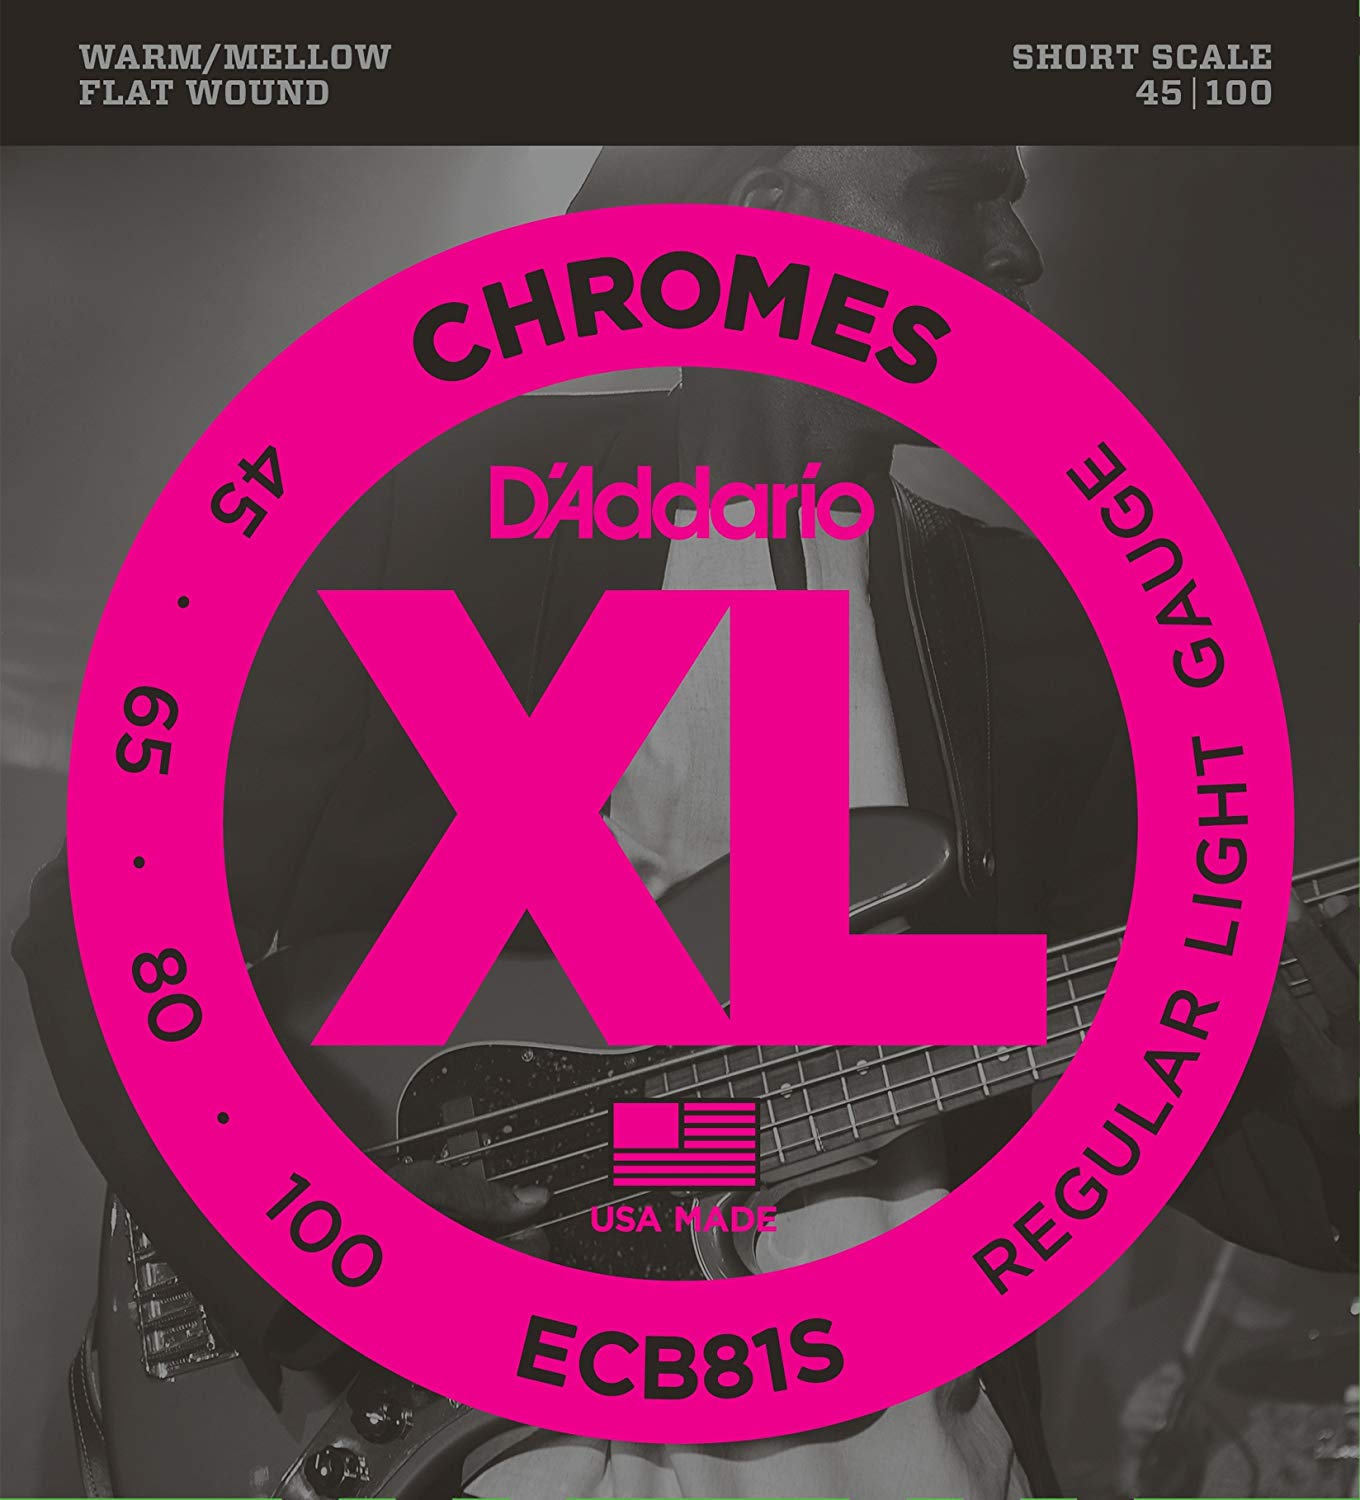 WARM/MELLOW
FLAT WOUND
SHORT SCALE
45|100
CHROMES
45 · 65 · 80 · 100
REGULAR LIGHT GAUGE
D'Addario
XL
USA MADE
ECB81S